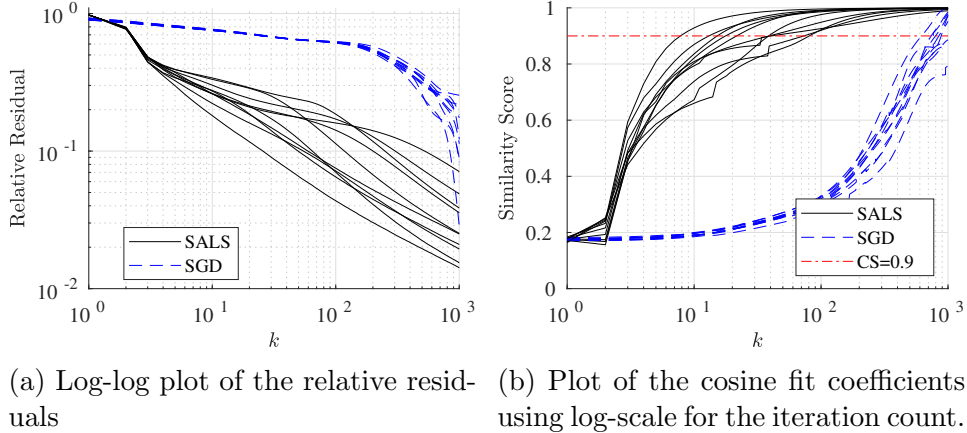 10^0
10^-1
10^-2
10^0 10^1 10^2 10^3
Relative Residual
k
SALS
SGD
1
0.8
0.6
0.4
0.2
0
10^0 10^1 10^2 10^3
Similarity Score
k
SALS
SGD
CS=0.9
(a) Log-log plot of the relative resid-
uals
(b) Plot of the cosine fit coefficients
using log-scale for the iteration count.